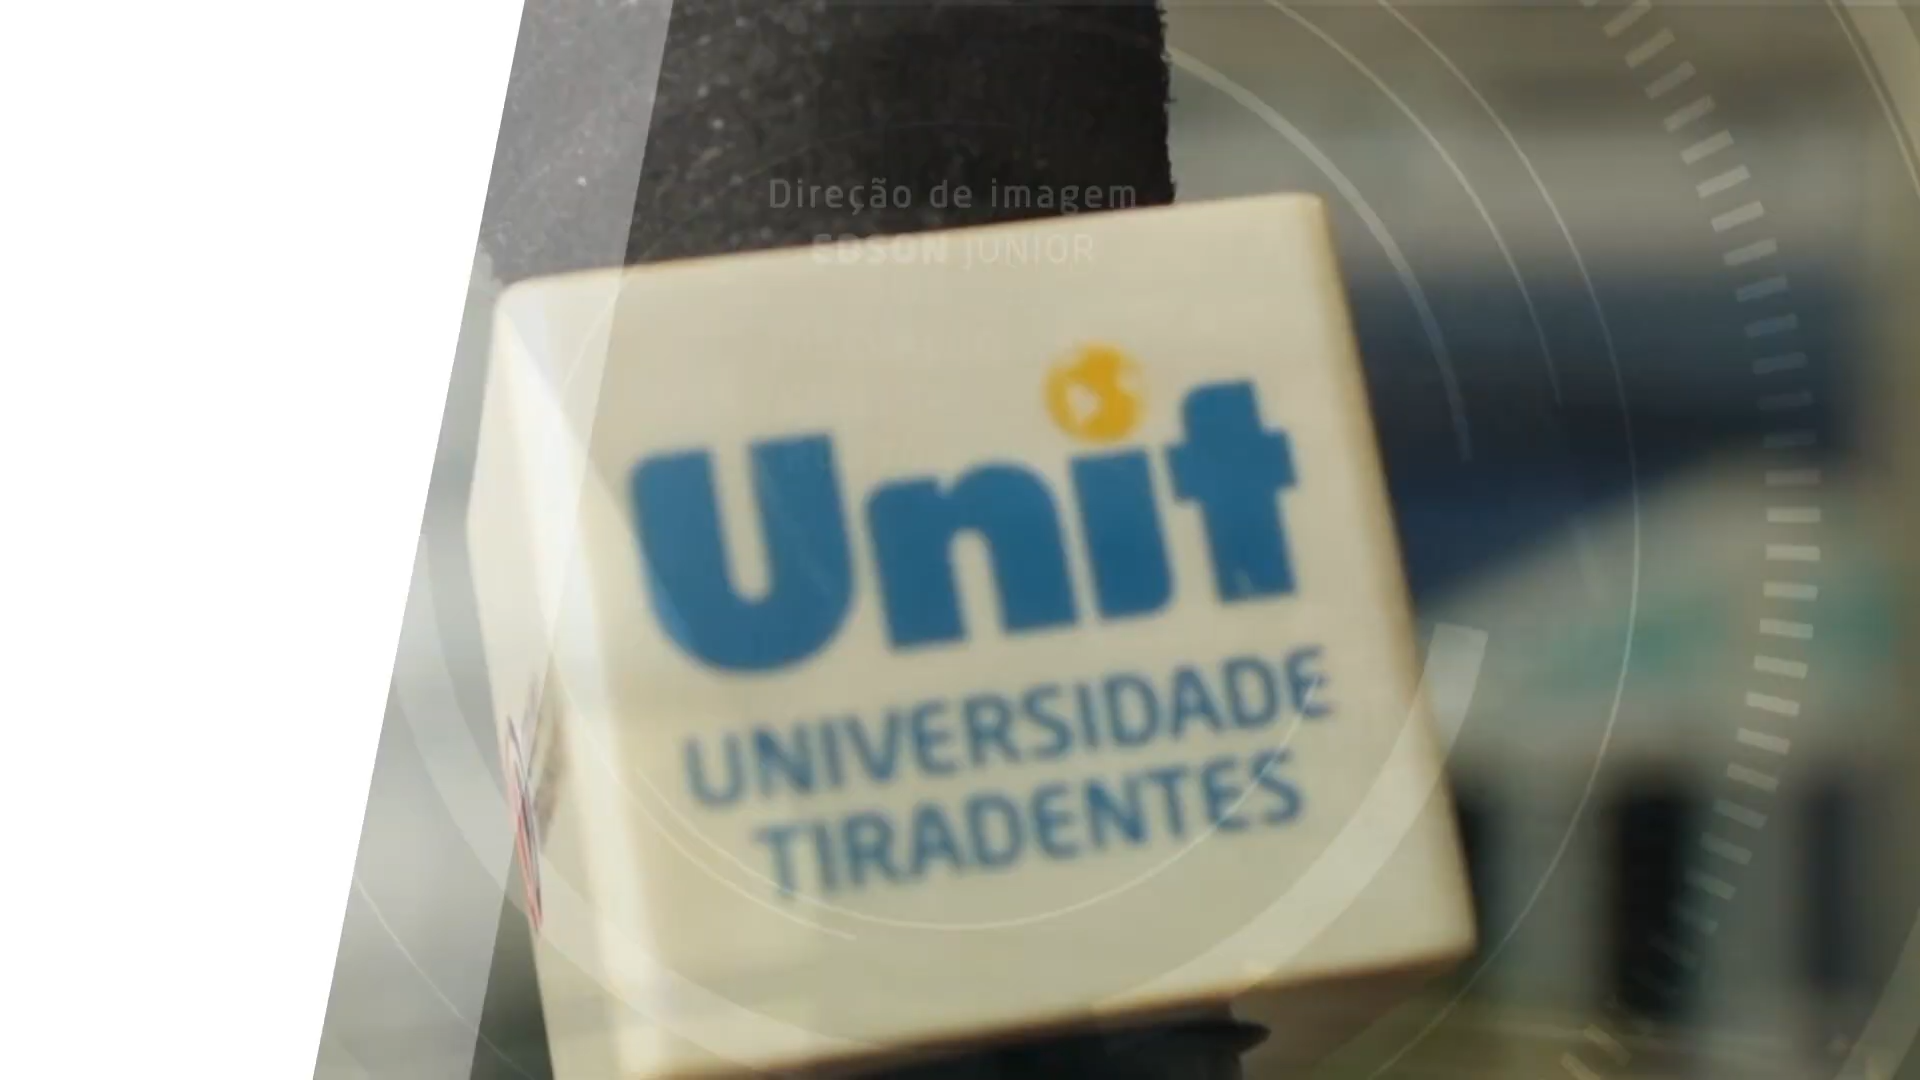 Direção de imagem
EDSON JUNIOR
Unit
UNIVERSIDADE
TIRADENTES